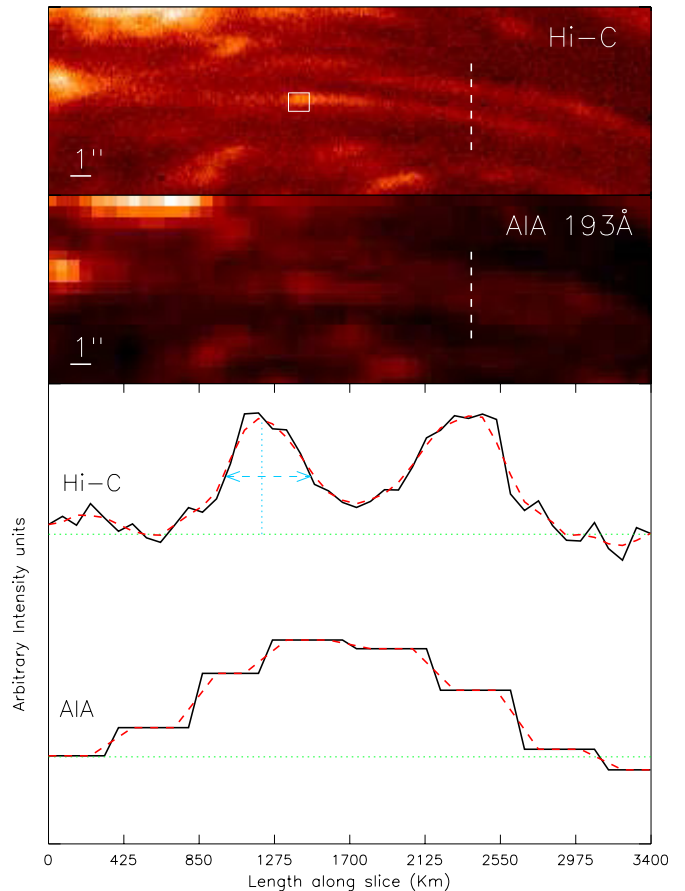 Hi-C
1''
AIA 193Å
1''
Hi-C
AIA
Arbitrary Intensity units
0 425 850 1275 1700 2125 2550 2975 3400
Length along slice (Km)